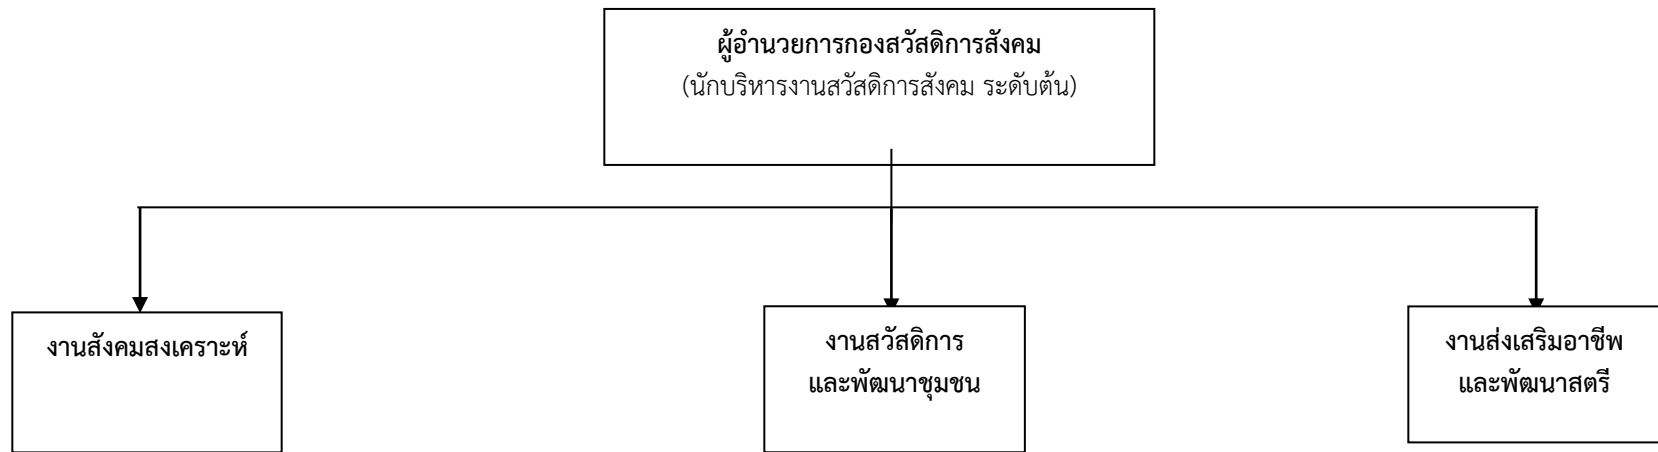 ผู้อำนวยการกองสวัสดิการสังคม
(นักบริหารงานสวัสดิการสังคม ระดับต้น)
งานสังคมสงเคราะห์
งานสวัสดิการ
และพัฒนาชุมชน
งานส่งเสริมอาชีพ
และพัฒนาสตรี